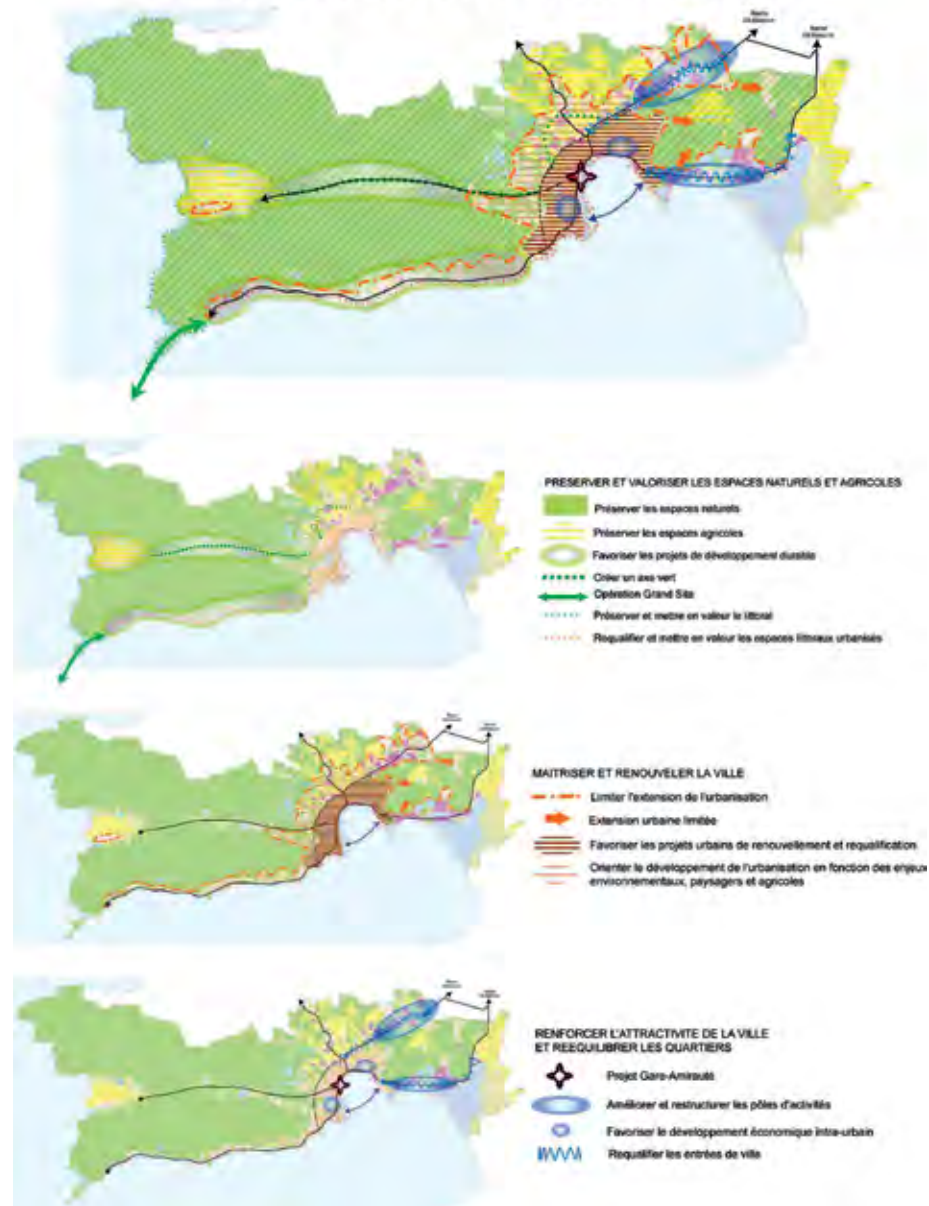 PRESERVER ET VALORISER LES ESPACES NATURELS ET AGRICOLES
Préserver les espaces naturels
Préserver les espaces agricoles
Favoriser les projets de développement durable
Créer un axe vert
Opération Grand Site
Préserver et mettre en valeur le littoral
Requalifier et mettre en valeur les espaces littoraux urbanisés
MAITRISER ET RENOUVELER LA VILLE
Limiter l'extension de l'urbanisation
Extension urbaine limitée
Favoriser les projets urbains de renouvellement et requalification
Orienter le développement de l'urbanisation en fonction des enjeux
environnementaux, paysagers et agricoles
RENFORCER L'ATTRACTIVITE DE LA VILLE
ET REEQUILIBRER LES QUARTIERS
Projet Gare-Amirauté
Améliorer et restructurer les pôles d'activités
Favoriser le développement économique intra-urbain
Requalifier les entrées de ville